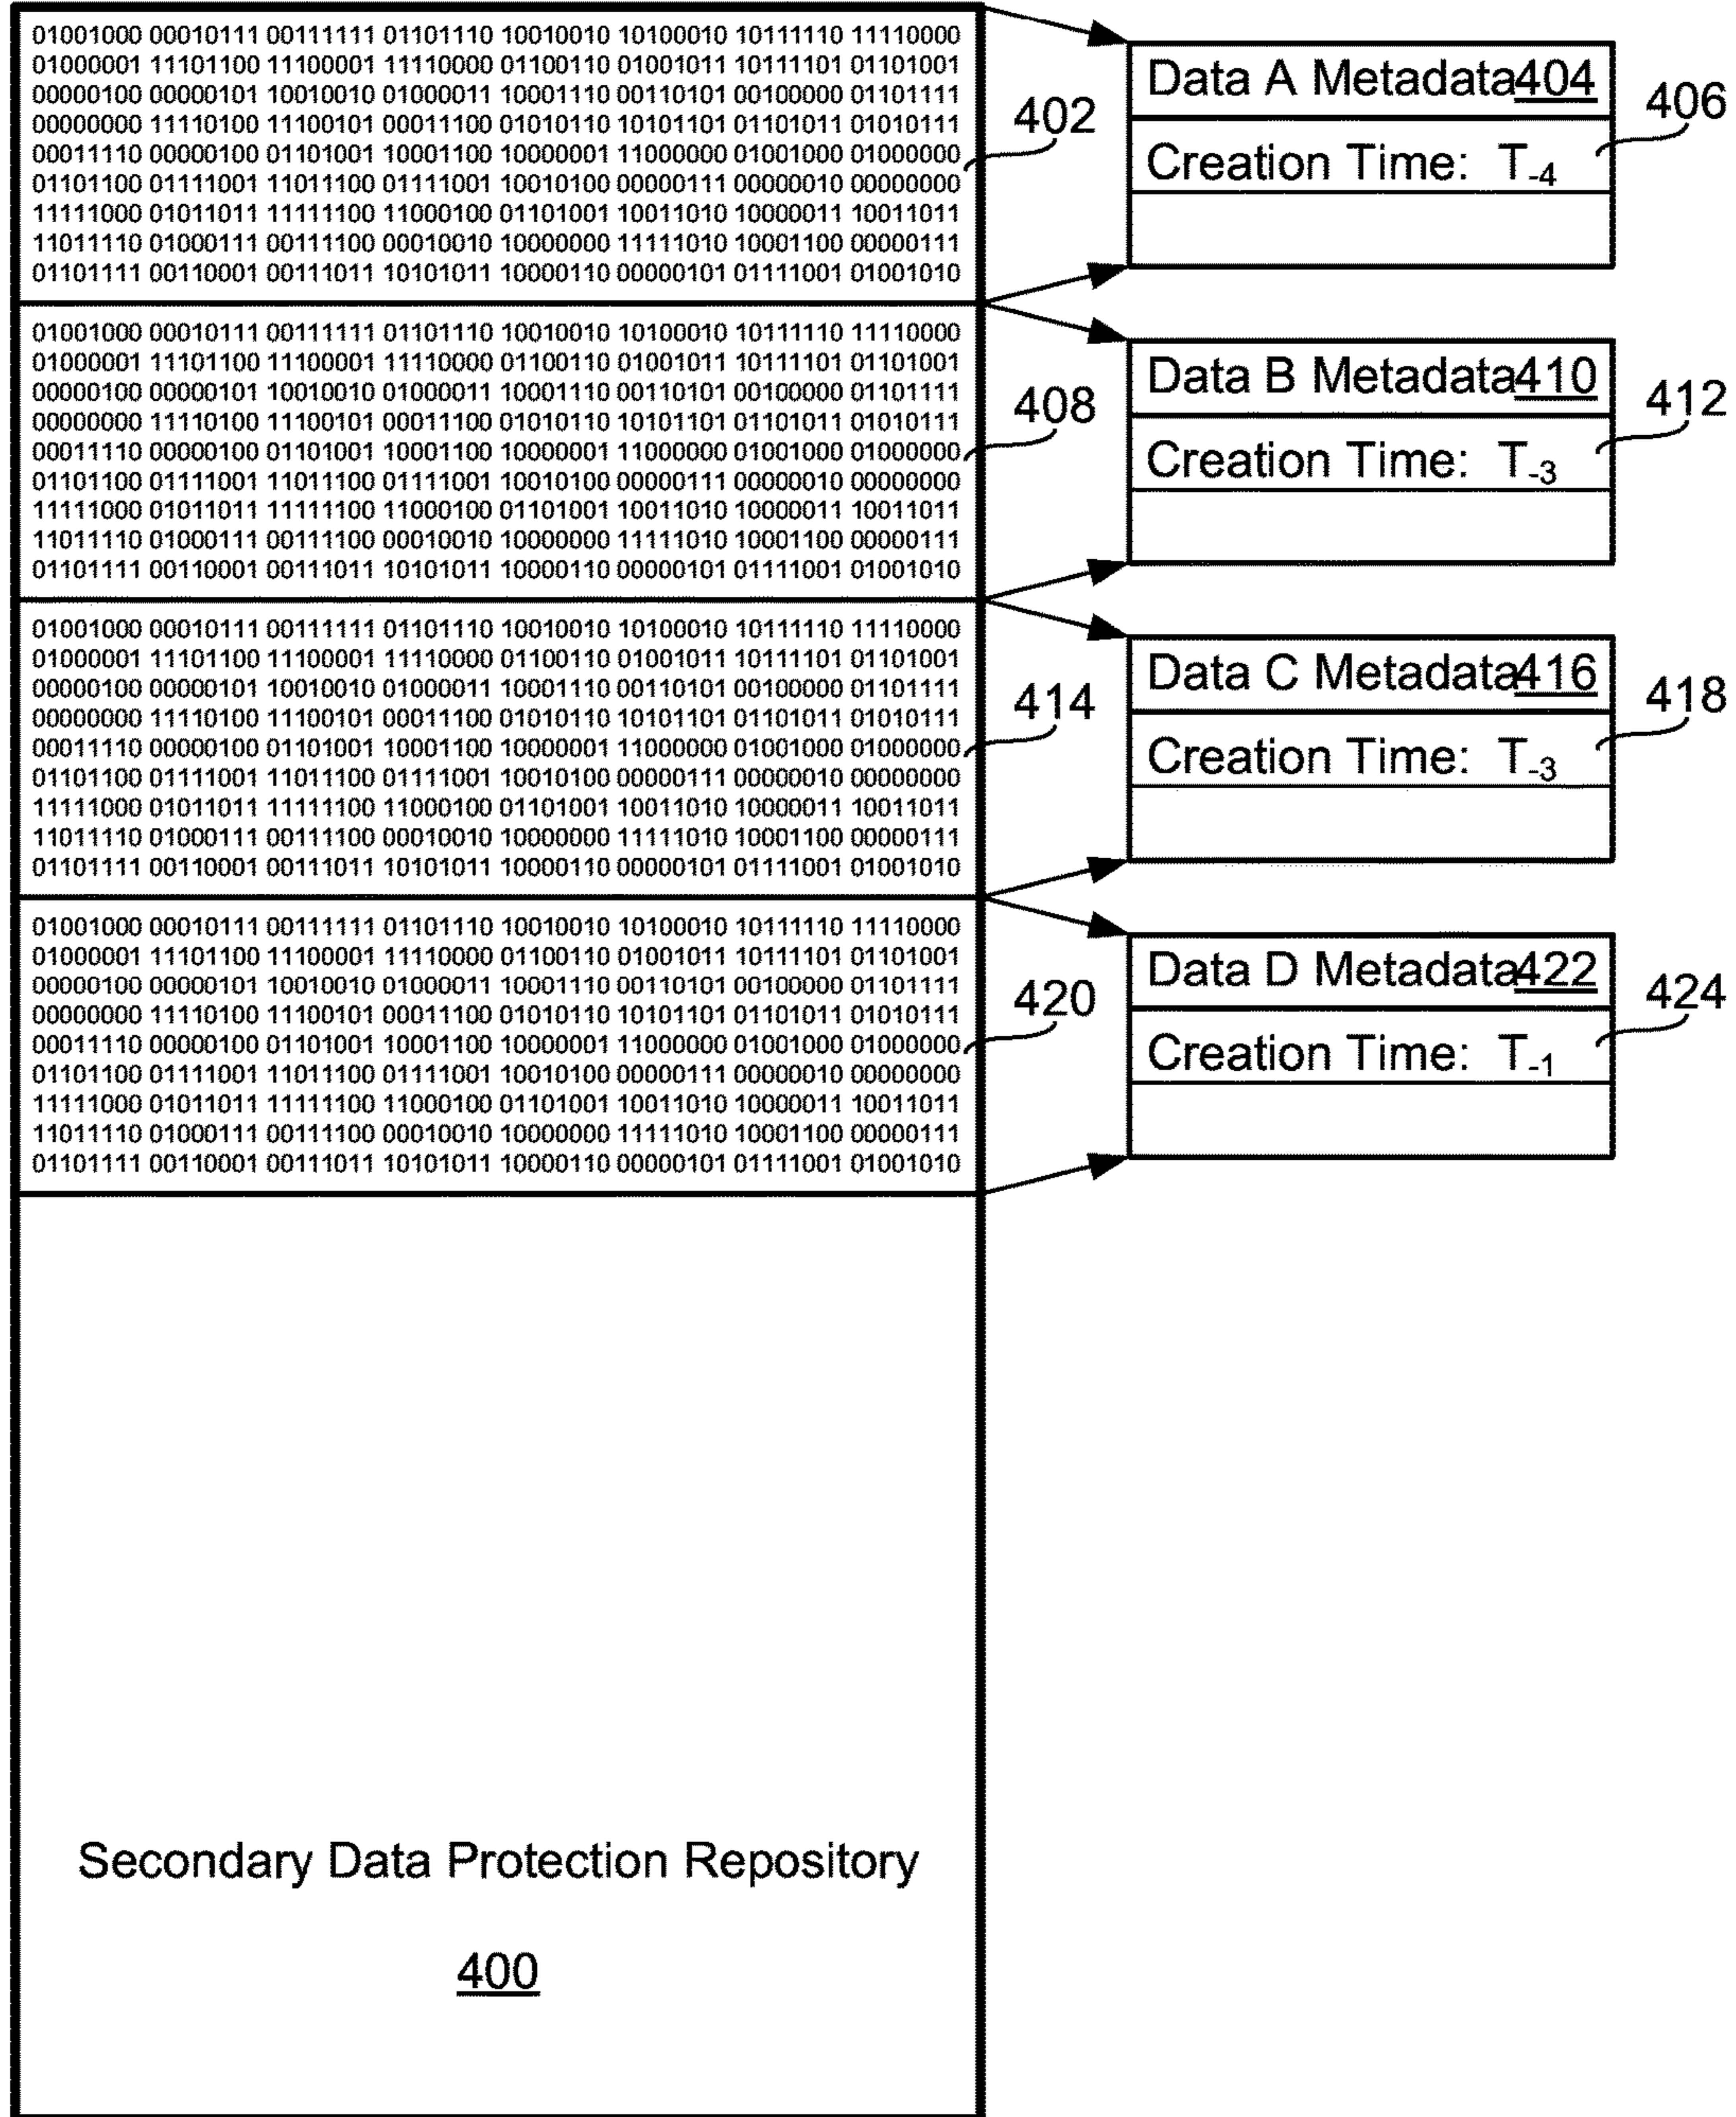 01001000 00010111 00111111 01101110 10010010 10100010 10111110 11110000
01000001 11101100 11100001 11110000 01100110 01001011 10111101 01101001
00000100 00000101 10010010 01000011 10001110 00110101 00100000 01101111
00000000 11110100 11100101 00011100 01010110 10101101 01101011 01010111
00011110 00000100 01101001 10001100 10000001 11000000 01001000 01000000
01101100 01111001 11011100 01111001 10010100 00000111 00000010 00000000
11111000 01011011 11111100 11000100 01101001 10011010 10000011 10011011
11011110 01000111 00111100 00010010 10000000 11111010 10001100 00000111
01101111 00110001 00111011 10101011 10000110 00000101 01111001 01001010
402
Data A Metadata 404
Creation Time: T-4
406
01001000 00010111 00111111 01101110 10010010 10100010 10111110 11110000
01000001 11101100 11100001 11110000 01100110 01001011 10111101 01101001
00000100 00000101 10010010 01000011 10001110 00110101 00100000 01101111
00000000 11110100 11100101 00011100 01010110 10101101 01101011 01010111
00011110 00000100 01101001 10001100 10000001 11000000 01001000 01000000
01101100 01111001 11011100 01111001 10010100 00000111 00000010 00000000
11111000 01011011 11111100 11000100 01101001 10011010 10000011 10011011
11011110 01000111 00111100 00010010 10000000 11111010 10001100 00000111
01101111 00110001 00111011 10101011 10000110 00000101 01111001 01001010
408
Data B Metadata 410
Creation Time: T-3
412
01001000 00010111 00111111 01101110 10010010 10100010 10111110 11110000
01000001 11101100 11100001 11110000 01100110 01001011 10111101 01101001
00000100 00000101 10010010 01000011 10001110 00110101 00100000 01101111
00000000 11110100 11100101 00011100 01010110 10101101 01101011 01010111
00011110 00000100 01101001 10001100 10000001 11000000 01001000 01000000
01101100 01111001 11011100 01111001 10010100 00000111 00000010 00000000
11111000 01011011 11111100 11000100 01101001 10011010 10000011 10011011
11011110 01000111 00111100 00010010 10000000 11111010 10001100 00000111
01101111 00110001 00111011 10101011 10000110 00000101 01111001 01001010
414
Data C Metadata 416
Creation Time: T-3
418
01001000 00010111 00111111 01101110 10010010 10100010 10111110 11110000
01000001 11101100 11100001 11110000 01100110 01001011 10111101 01101001
00000100 00000101 10010010 01000011 10001110 00110101 00100000 01101111
00000000 11110100 11100101 00011100 01010110 10101101 01101011 01010111
00011110 00000100 01101001 10001100 10000001 11000000 01001000 01000000
01101100 01111001 11011100 01111001 10010100 00000111 00000010 00000000
11111000 01011011 11111100 11000100 01101001 10011010 10000011 10011011
11011110 01000111 00111100 00010010 10000000 11111010 10001100 00000111
01101111 00110001 00111011 10101011 10000110 00000101 01111001 01001010
420
Data D Metadata 422
Creation Time: T-1
424
Secondary Data Protection Repository
400